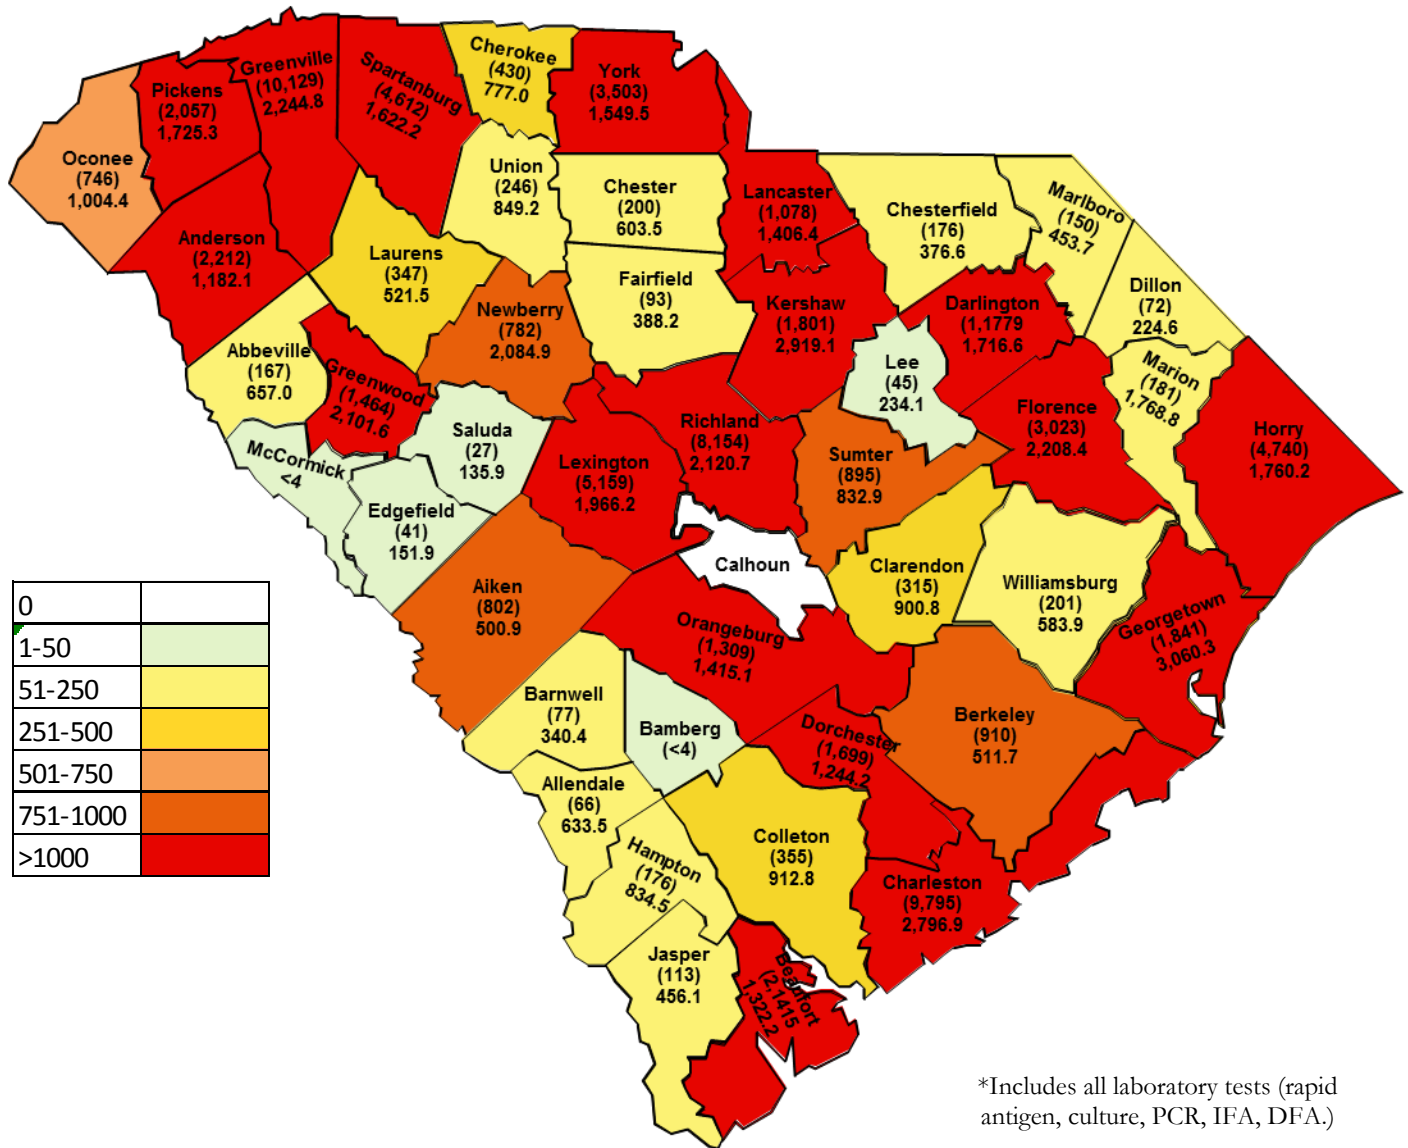 Cherokee
(430)
777.0
York
(3,503)
1,549.5
Spartanburg
(4,612)
1,622.2
Greenville
(10,129)
2,244.8
Pickens
(2,057)
1,725.3
Oconee
(746)
1,004.4
Union
(246)
849.2
Chester
(200)
603.5
Lancaster
(1,078)
1,406.4
Chesterfield
(176)
376.6
Marlboro
(150)
453.7
Anderson
(2,212)
1,182.1
Laurens
(347)
521.5
Fairfield
(93)
388.2
Kershaw
(1,801)
2,919.1
Darlington
(1,1779
1,716.6
Dillon
(72)
224.6
Newberry
(782)
2,084.9
Abbeville
(167)
657.0
Greenwood
(1,464)
2,101.6
Lee
(45)
234.1
Marion
(181)
1,768.8
Florence
(3,023)
2,208.4
Horry
(4,740)
1,760.2
Saluda
(27)
135.9
McCormick
<4
Lexington
(5,159)
1,966.2
Richland
(8,154)
2,120.7
Sumter
(895)
832.9
Edgefield
(41)
151.9
Calhoun
Clarendon
(315)
900.8
Williamsburg
(201)
583.9
Georgetown
(1,841)
3,060.3
Aiken
(802)
500.9
Orangeburg
(1,309)
1,415.1
Barnwell
(77)
340.4
Bamberg
(<4)
Dorchester
(1,699)
1,244.2
Berkeley
(910)
511.7
Allendale
(66)
633.5
Hampton
(176)
834.5
Colleton
(355)
912.8
Charleston
(9,795)
2,796.9
Jasper
(113)
456.1
Beaufort
(2,1415
1,322.2
0
1-50
51-250
251-500
501-750
751-1000
>1000
*Includes all laboratory tests (rapid
antigen, culture, PCR, IFA, DFA.)